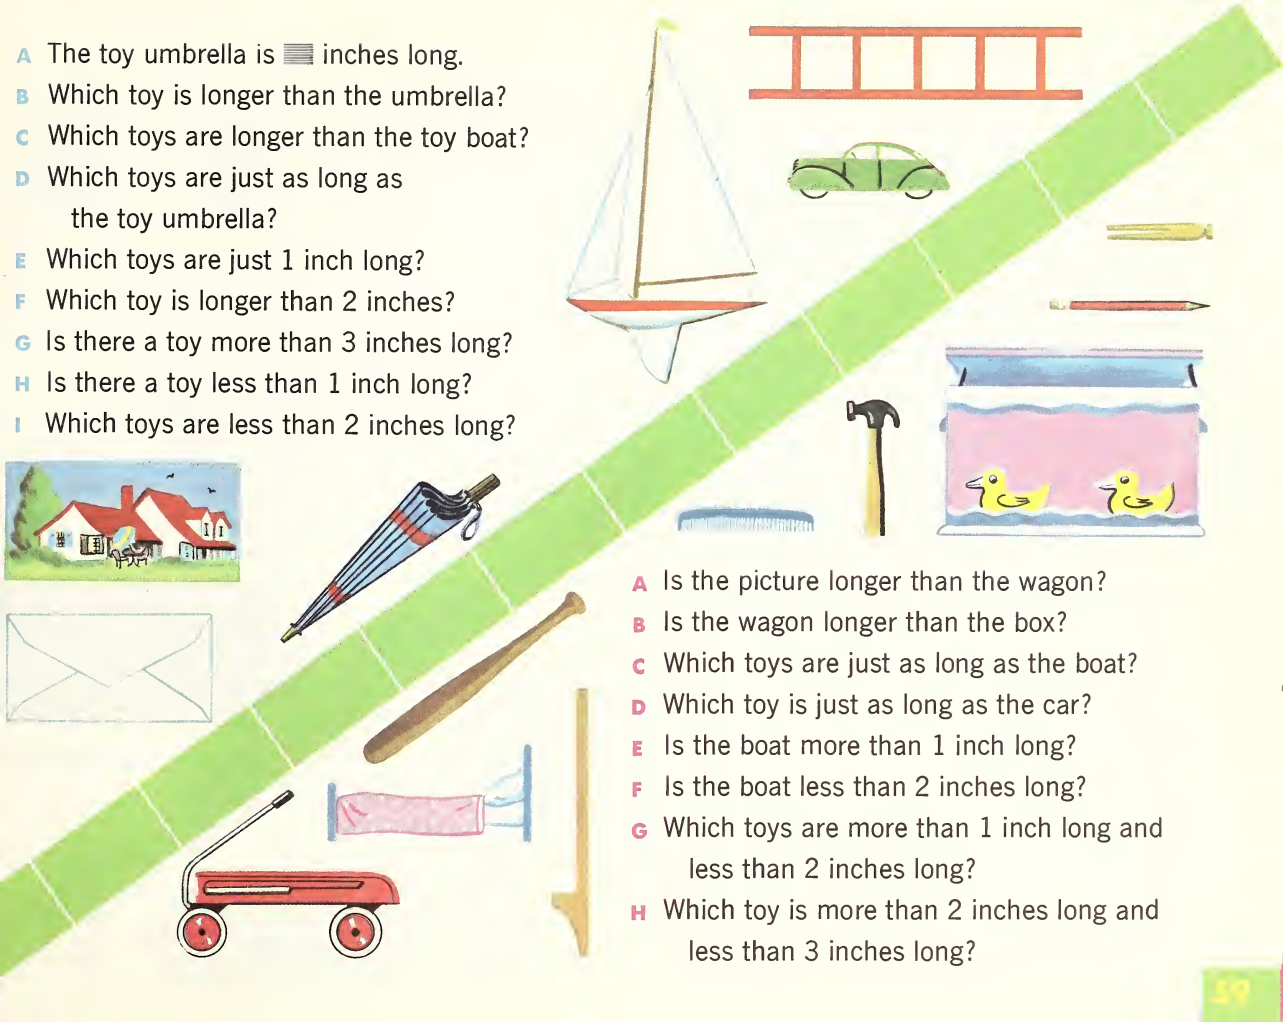 A The toy umbrella is inches long.
B Which toy is longer than the umbrella?
C Which toys are longer than the toy boat?
D Which toys are just as long as
the toy umbrella?
E Which toys are just 1 inch long?
F Which toy is longer than 2 inches?
G Is there a toy more than 3 inches long?
H Is there a toy less than 1 inch long?
I Which toys are less than 2 inches long?
A Is the picture longer than the wagon?
B Is the wagon longer than the box?
C Which toys are just as long as the boat?
D Which toy is just as long as the car?
E Is the boat more than 1 inch long?
F Is the boat less than 2 inches long?
G Which toys are more than 1 inch long and
less than 2 inches long?
H Which toy is more than 2 inches long and
less than 3 inches long?
59